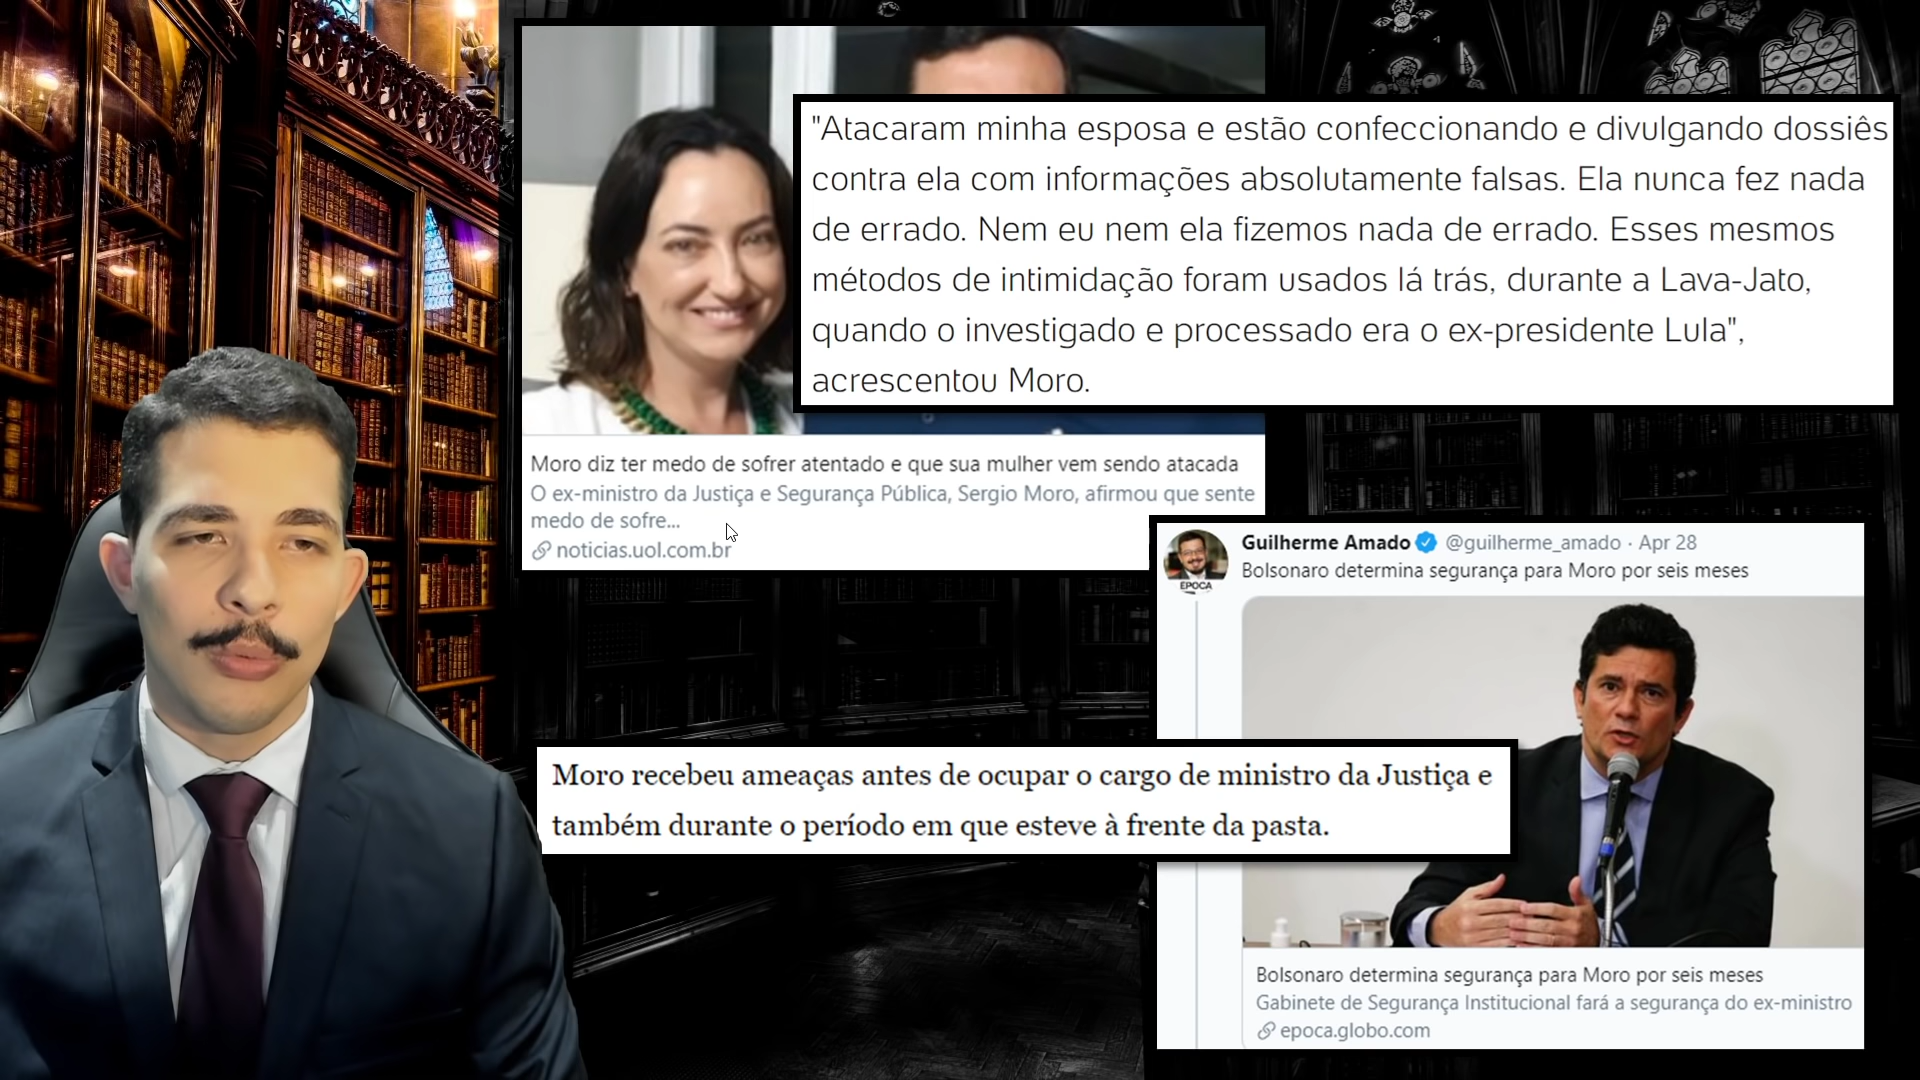 "Atacaram minha esposa e estão confeccionando e divulgando dossiês
contra ela com informações absolutamente falsas. Ela nunca fez nada
de errado. Nem eu nem ela fizemos nada de errado. Esses mesmos
métodos de intimidação foram usados lá trás, durante a Lava-Jato,
quando o investigado e processado era o ex-presidente Lula",
acrescentou Moro.
Moro diz ter medo de sofrer atentado e que sua mulher vem sendo atacada
O ex-ministro da Justiça e Segurança Pública, Sergio Moro, afirmou que sente
medo de sofre...
noticias.uol.com.br
Guilherme Amado @guilherme_amado · Apr 28
Bolsonaro determina segurança para Moro por seis meses
ÉPOCA
Moro recebeu ameaças antes de ocupar o cargo de ministro da Justiça e
também durante o período em que esteve à frente da pasta.
Bolsonaro determina segurança para Moro por seis meses
Gabinete de Segurança Institucional fará a segurança do ex-ministro
epoca.globo.com